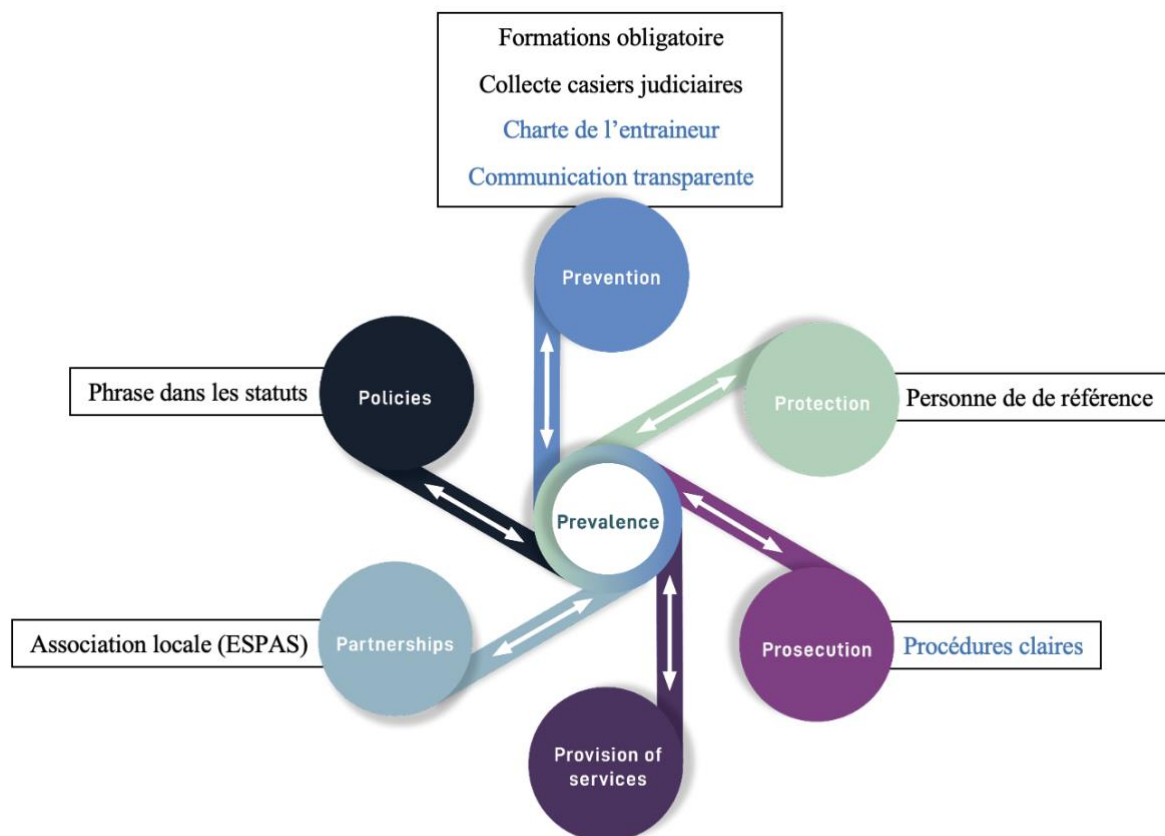 Formations obligatoire
Collecte casiers judiciaires
Charte de l’entraineur
Communication transparente
Prevention
Phrase dans les statuts
Policies
Protection
Personne de de référence
Prevalence
Association locale (ESPAS)
Partnerships
Prosecution
Procédures claires
Provision of
services